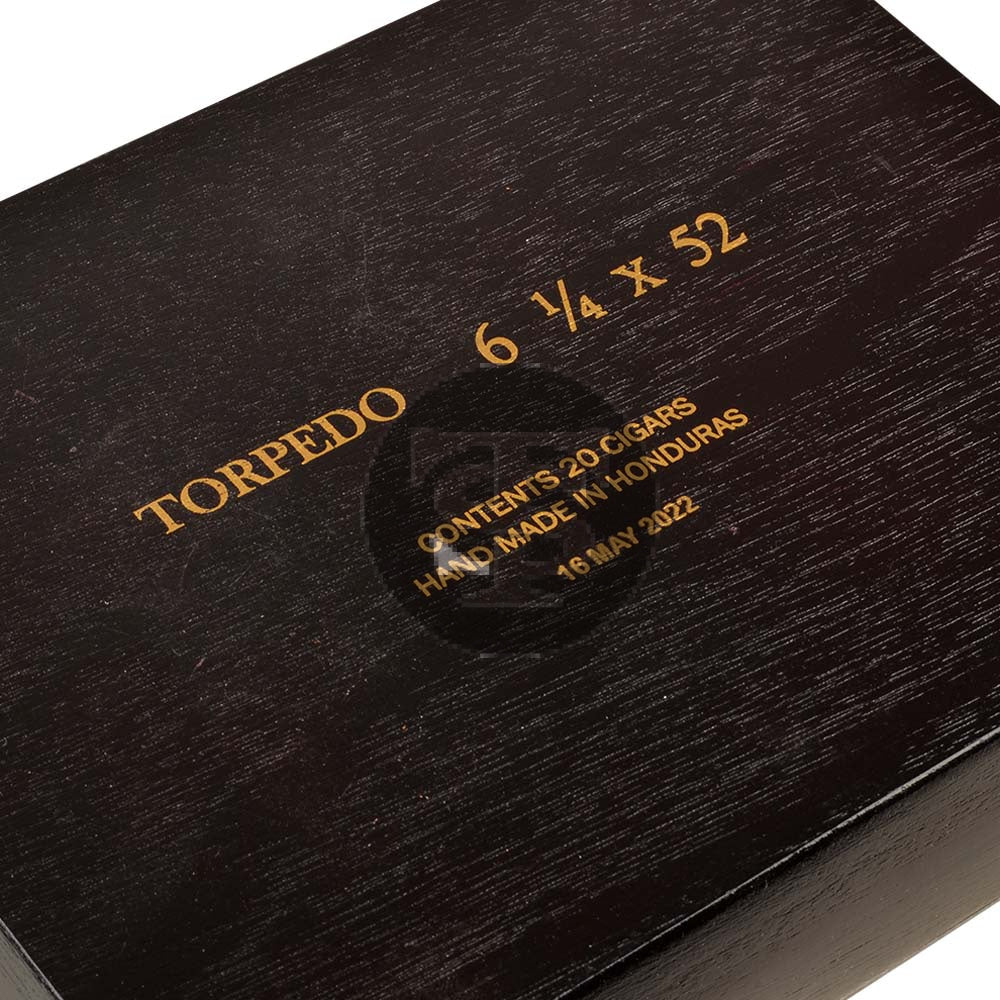 TORPEDO 6 ¼ X 52
CONTENTS 20 CIGARS
HAND MADE IN HONDURAS
16 MAY 2022